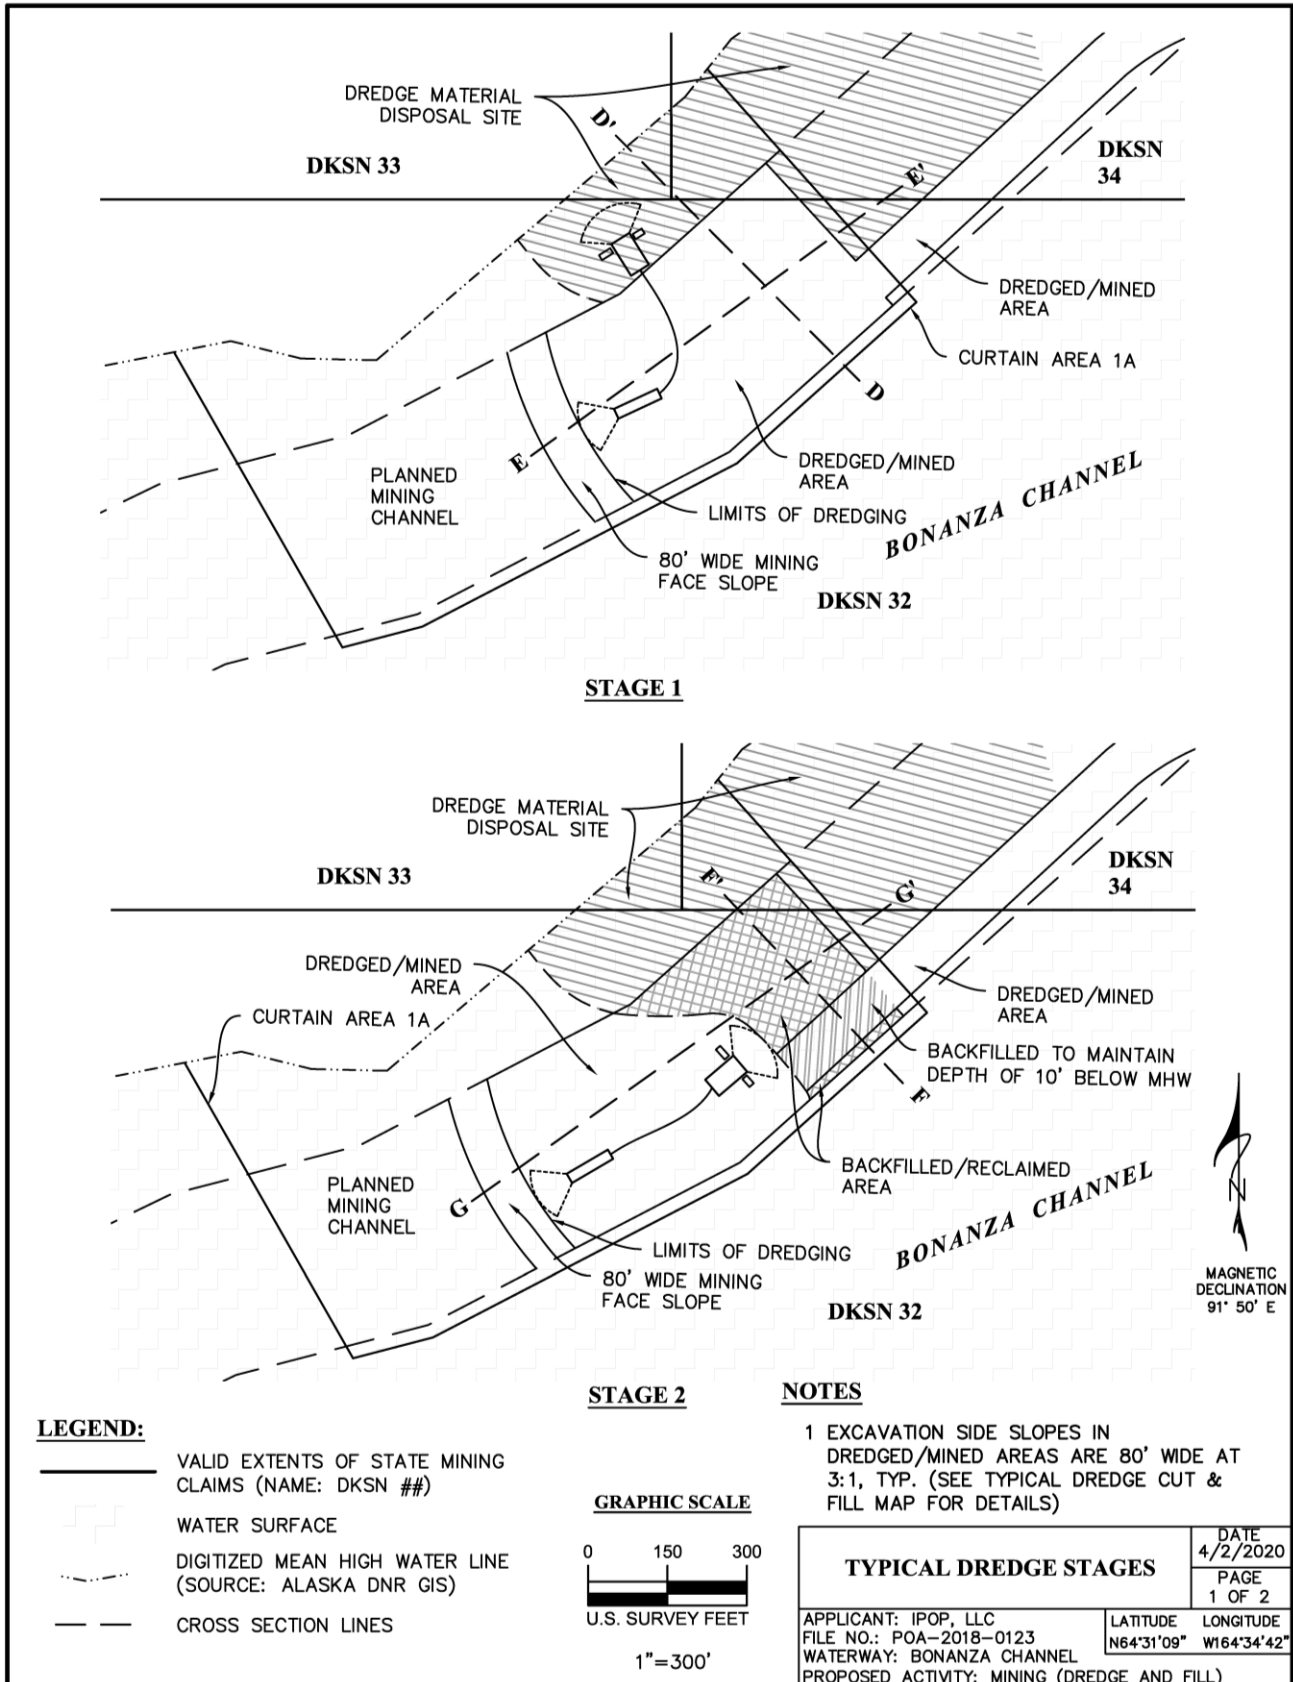 DREDGE MATERIAL
DISPOSAL SITE
D'
DKSN 33
DKSN
34
E'
DREDGED/MINED
AREA
CURTAIN AREA 1A
D
E
PLANNED
MINING
CHANNEL
DREDGED/MINED
AREA
LIMITS OF DREDGING
BONANZA CHANNEL
80' WIDE MINING
FACE SLOPE
DKSN 32
STAGE 1
DREDGE MATERIAL
DISPOSAL SITE
DKSN 33
F'
G'
DKSN
34
DREDGED/MINED
AREA
CURTAIN AREA 1A
DREDGED/MINED
AREA
BACKFILLED TO MAINTAIN
DEPTH OF 10' BELOW MHW
F
BACKFILLED/RECLAIMED
AREA
PLANNED
MINING
CHANNEL
G
BONANZA CHANNEL
LIMITS OF DREDGING
80' WIDE MINING
FACE SLOPE
DKSN 32
N
MAGNETIC
DECLINATION
91° 50' E
STAGE 2
NOTES
1 EXCAVATION SIDE SLOPES IN
DREDGED/MINED AREAS ARE 80' WIDE AT
3:1, TYP. (SEE TYPICAL DREDGE CUT &
FILL MAP FOR DETAILS)
LEGEND:
VALID EXTENTS OF STATE MINING
CLAIMS (NAME: DKSN ##)
WATER SURFACE
DIGITIZED MEAN HIGH WATER LINE
(SOURCE: ALASKA DNR GIS)
CROSS SECTION LINES
GRAPHIC SCALE
0 150 300
U.S. SURVEY FEET
1"=300'
TYPICAL DREDGE STAGES
DATE
4/2/2020
PAGE
1 OF 2
APPLICANT: IPOP, LLC
FILE NO.: POA-2018-0123
WATERWAY: BONANZA CHANNEL
PROPOSED ACTIVITY: MINING (DREDGE AND FILL)
LATITUDE LONGITUDE
N64°31'09" W164°34'42"